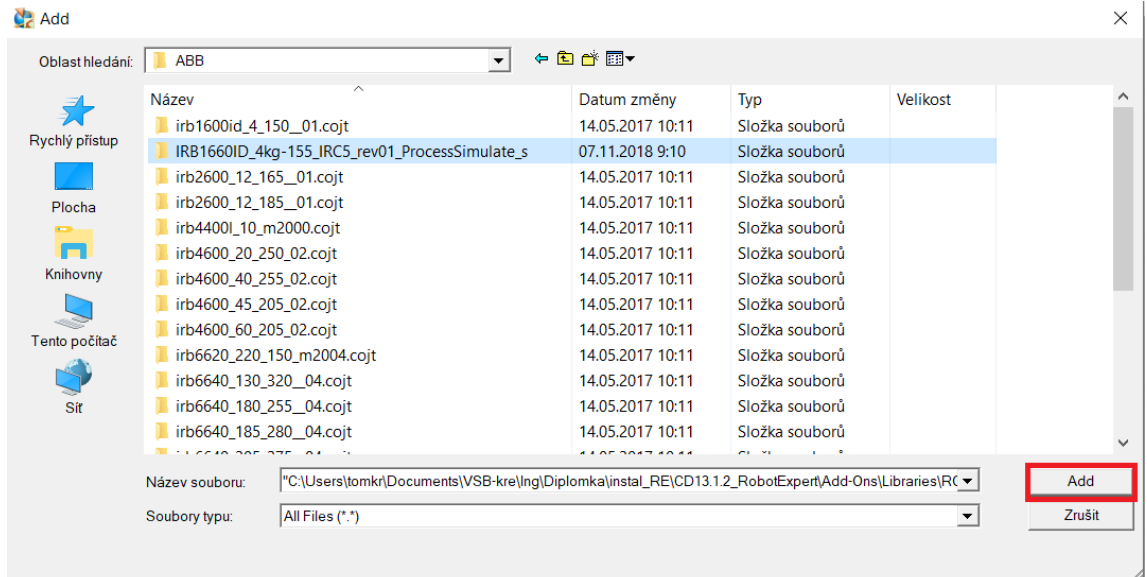 Add
Oblast hledání: ABB
Název Datum změny Typ Velikost
irb1600id_4_150__01.cojt 14.05.2017 10:11 Složka souborů
IRB1660ID_4kg-155_IRC5_rev01_ProcessSimulate_s 07.11.2018 9:10 Složka souborů
irb2600_12_165__01.cojt 14.05.2017 10:11 Složka souborů
irb2600_12_185__01.cojt 14.05.2017 10:11 Složka souborů
irb4400l_10_m2000.cojt 14.05.2017 10:11 Složka souborů
irb4600_20_250_02.cojt 14.05.2017 10:11 Složka souborů
irb4600_40_255_02.cojt 14.05.2017 10:11 Složka souborů
irb4600_45_205_02.cojt 14.05.2017 10:11 Složka souborů
irb4600_60_205_02.cojt 14.05.2017 10:11 Složka souborů
irb6620_220_150_m2004.cojt 14.05.2017 10:11 Složka souborů
irb6640_130_320__04.cojt 14.05.2017 10:11 Složka souborů
irb6640_180_255__04.cojt 14.05.2017 10:11 Složka souborů
irb6640_185_280__04.cojt 14.05.2017 10:11 Složka souborů
Rychlý přístup
Plocha
Knihovny
Tento počítač
Síť
Název souboru: "C:\Users\tomkr\Documents\VSB-kre\Ing\Diplomka\instal_RE\CD13.1.2_RobotExpert\Add-Ons\Libraries\ Add
Soubory typu: All Files (*.*) Zrušit